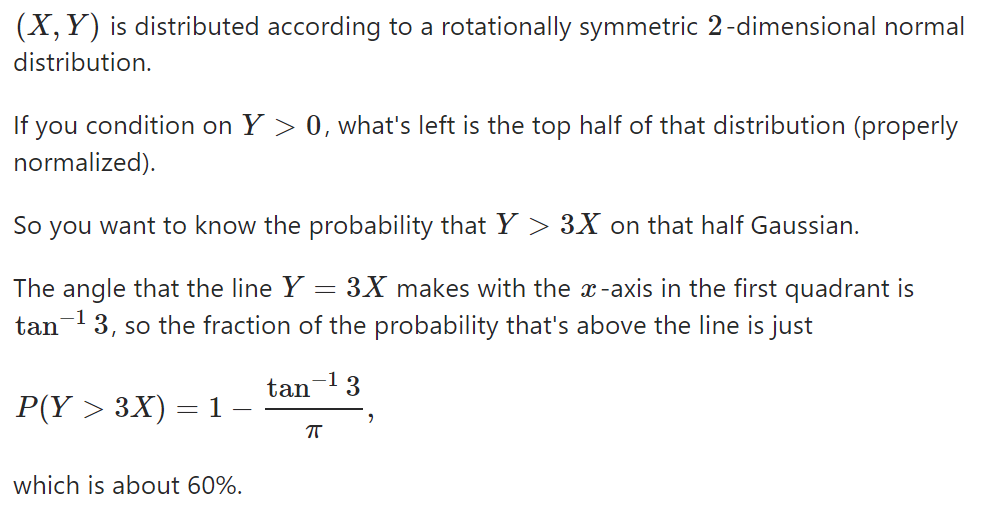 (X, Y) is distributed according to a rotationally symmetric 2-dimensional normal
distribution.
If you condition on Y > 0, what's left is the top half of that distribution (properly
normalized).
So you want to know the probability that Y > 3X on that half Gaussian.
The angle that the line Y = 3X makes with the x-axis in the first quadrant is
tan⁻¹ 3, so the fraction of the probability that's above the line is just
P(Y > 3X) = 1 − tan⁻¹ 3 / π,
which is about 60%.